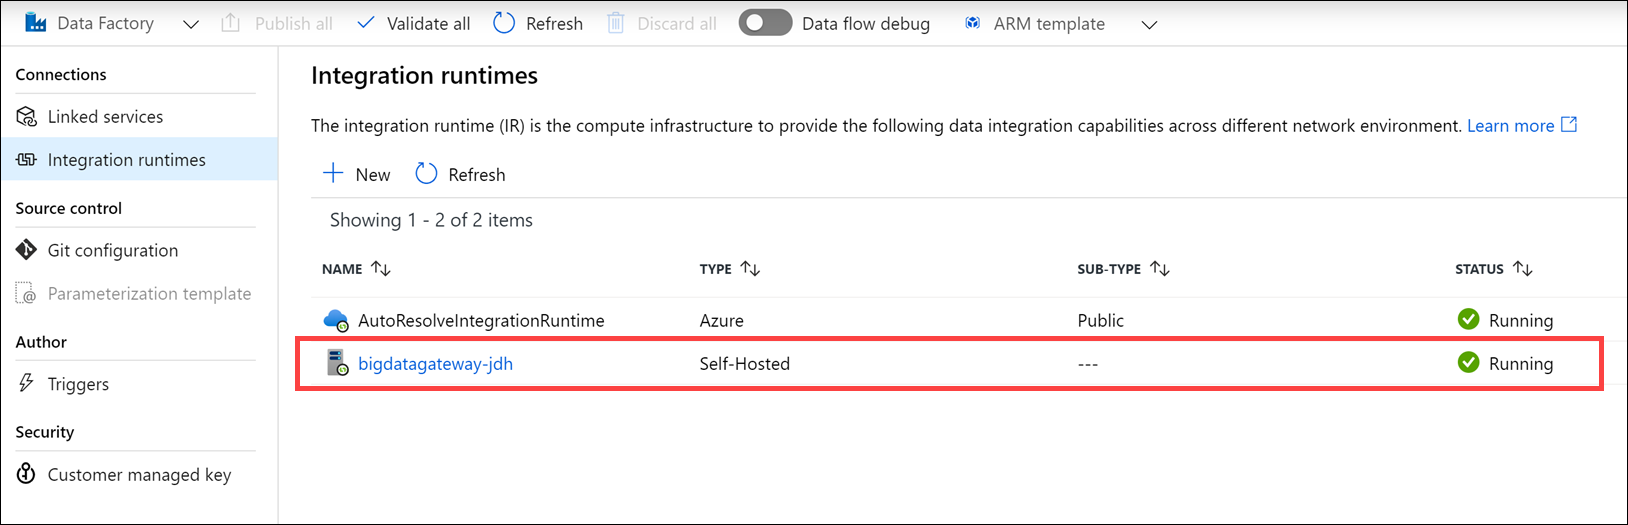 Data Factory Publish all Validate all Refresh Discard all Data flow debug ARM template
Connections
Linked services
Integration runtimes
Source control
Git configuration
Parameterization template
Author
Triggers
Security
Customer managed key
Integration runtimes
The integration runtime (IR) is the compute infrastructure to provide the following data integration capabilities across different network environment. Learn more
New Refresh
Showing 1 - 2 of 2 items
NAME TYPE SUB-TYPE STATUS
AutoResolveIntegrationRuntime Azure Public Running
bigdatagateway-jdh Self-Hosted --- Running